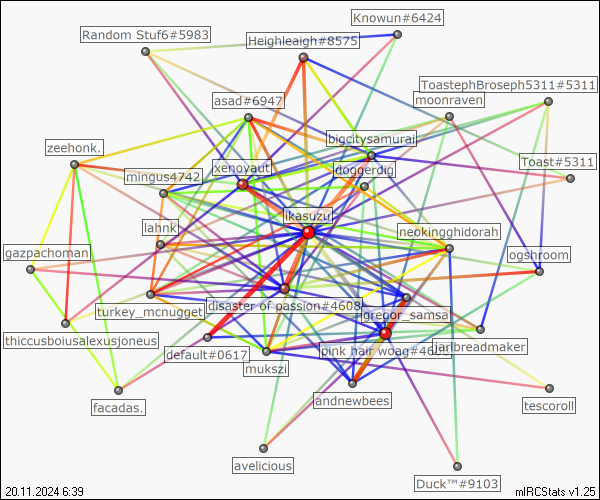 Knowun#6424
Random Stuf6#5983
Heighleaigh#8575
ToastephBroseph5311#5311
moonraven
asad#6947
bigcitysamurai
zeehonk.
Toast#5311
xenoyaut
doggerdig
mingus4742
likasuzu
lahnk
neokingghidorah
gazpachoman
ogshroom
disaster of passion#4608
turkey_mcnugget
gregor_samsa
thiccusboiusalexusjoneus
default#0617
pink hair woag#46
jarlbreadmaker
mukszi
andnewbees
facadas.
tescoroll
avelicious
Duck™#9103
20.11.2024 6:39
mIRCStats v1.25